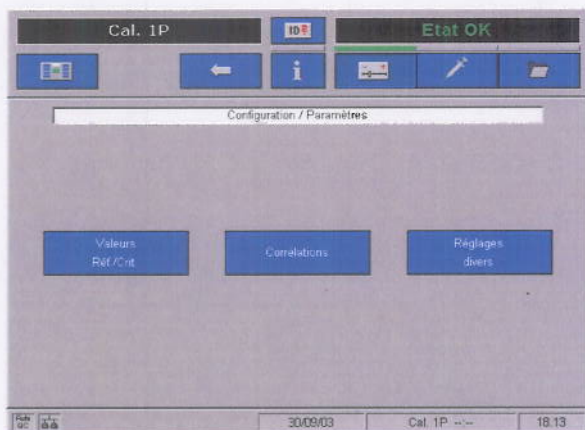 Cal. 1P
ID
Etat OK
i
Configuration / Paramètres
Valeurs
Réf./Crit
Corrélations
Réglages
divers
30/09/03
Cal. 1P --:--
18:13